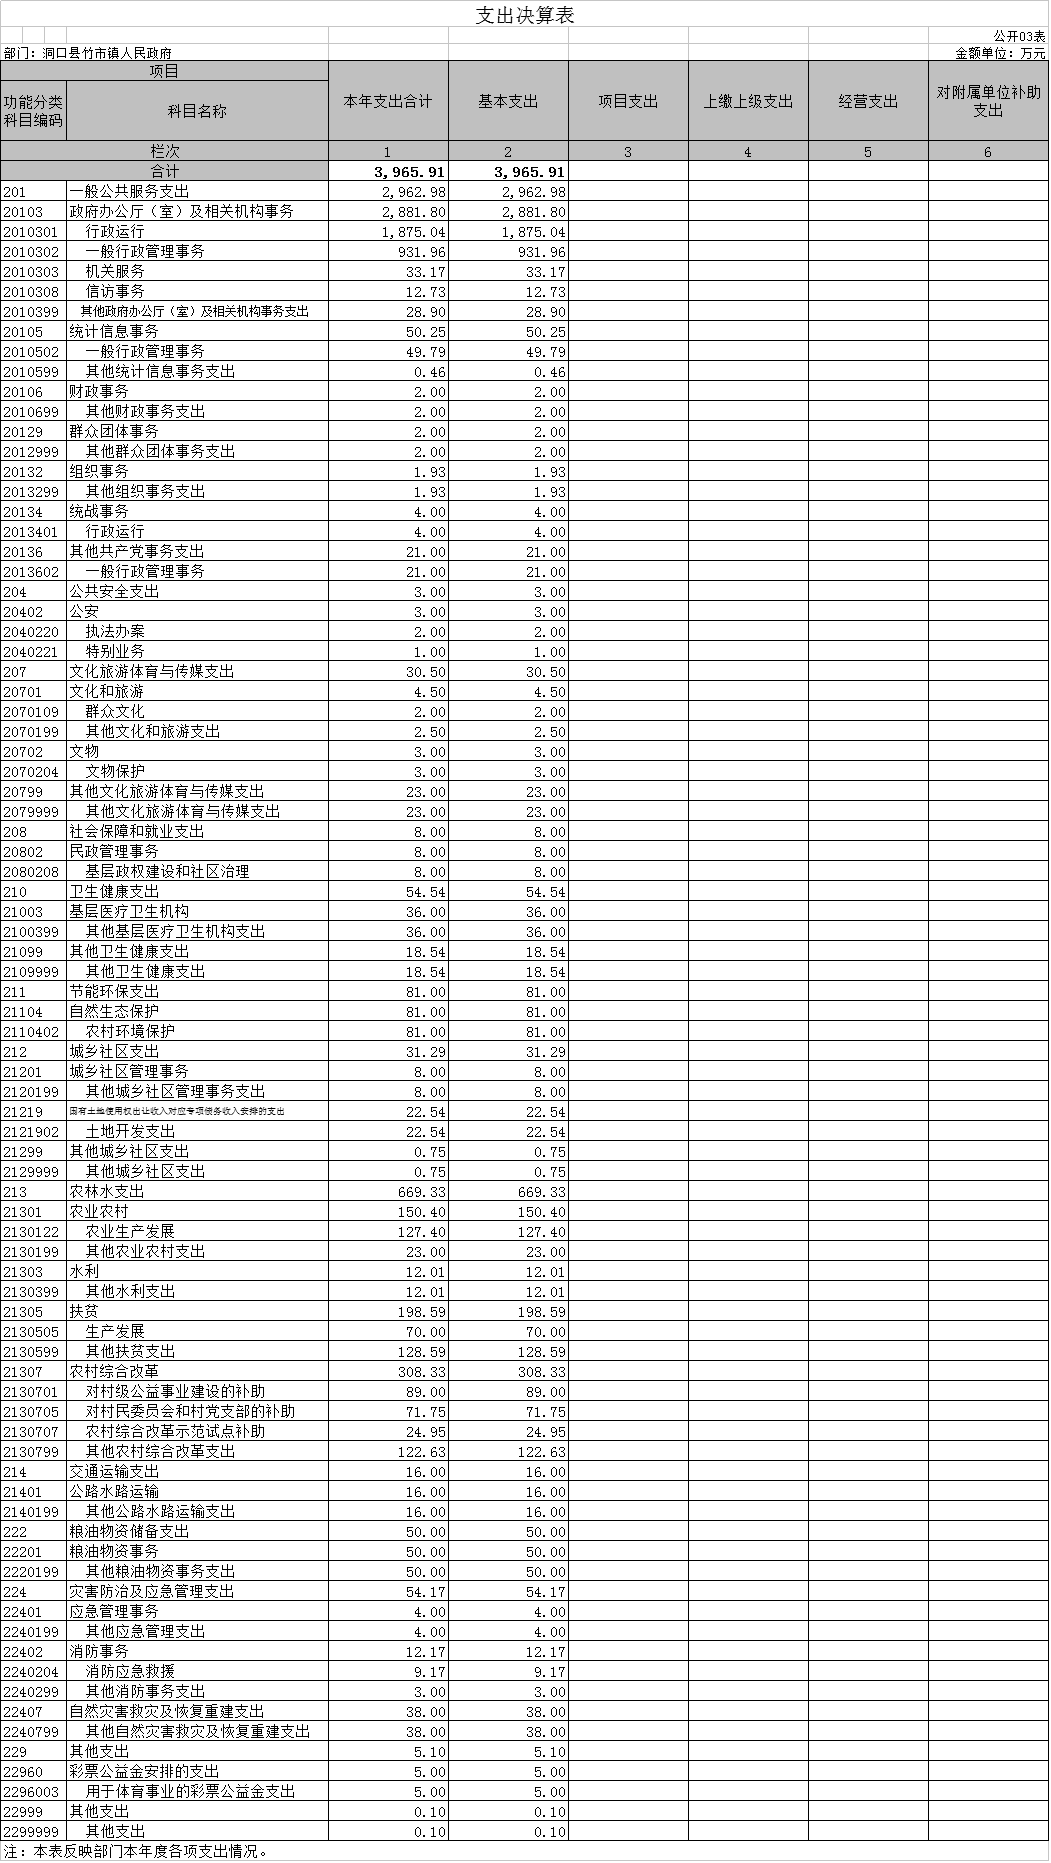 支出决算表
公开03表
部门：洞口县竹市镇人民政府 金额单位：万元
项目 本年支出合计 基本支出 项目支出 上缴上级支出 经营支出 对附属单位补助支出
功能分类科目编码 科目名称
栏次 1 2 3 4 5 6
合计 3,965.91 3,965.91
201 一般公共服务支出 2,962.98 2,962.98
20103 政府办公厅（室）及相关机构事务 2,881.80 2,881.80
2010301 行政运行 1,875.04 1,875.04
2010302 一般行政管理事务 931.96 931.96
2010303 机关服务 33.17 33.17
2010308 信访事务 12.73 12.73
2010399 其他政府办公厅（室）及相关机构事务支出 28.90 28.90
20105 统计信息事务 50.25 50.25
2010502 一般行政管理事务 49.79 49.79
2010599 其他统计信息事务支出 0.46 0.46
20106 财政事务 2.00 2.00
2010699 其他财政事务支出 2.00 2.00
20129 群众团体事务 2.00 2.00
2012999 其他群众团体事务支出 2.00 2.00
20132 组织事务 1.93 1.93
2013299 其他组织事务支出 1.93 1.93
20134 统战事务 4.00 4.00
2013401 行政运行 4.00 4.00
20136 其他共产党事务支出 21.00 21.00
2013602 一般行政管理事务 21.00 21.00
204 公共安全支出 3.00 3.00
20402 公安 3.00 3.00
2040220 执法办案 2.00 2.00
2040221 特别业务 1.00 1.00
207 文化旅游体育与传媒支出 30.50 30.50
20701 文化和旅游 4.50 4.50
2070109 群众文化 2.00 2.00
2070199 其他文化和旅游支出 2.50 2.50
20702 文物 3.00 3.00
2070204 文物保护 3.00 3.00
20799 其他文化旅游体育与传媒支出 23.00 23.00
2079999 其他文化旅游体育与传媒支出 23.00 23.00
208 社会保障和就业支出 8.00 8.00
20802 民政管理事务 8.00 8.00
2080208 基层政权建设和社区治理 8.00 8.00
210 卫生健康支出 54.54 54.54
21003 基层医疗卫生机构 36.00 36.00
2100399 其他基层医疗卫生机构支出 36.00 36.00
21099 其他卫生健康支出 18.54 18.54
2109999 其他卫生健康支出 18.54 18.54
211 节能环保支出 81.00 81.00
21104 自然生态保护 81.00 81.00
2110402 农村环境保护 81.00 81.00
212 城乡社区支出 31.29 31.29
21201 城乡社区管理事务 8.00 8.00
2120199 其他城乡社区管理事务支出 8.00 8.00
21219 国有土地使用权出让收入对应专项债务收入安排的支出 22.54 22.54
2121902 土地开发支出 22.54 22.54
21299 其他城乡社区支出 0.75 0.75
2129999 其他城乡社区支出 0.75 0.75
213 农林水支出 669.33 669.33
21301 农业农村 150.40 150.40
2130122 农业生产发展 127.40 127.40
2130199 其他农业农村支出 23.00 23.00
21303 水利 12.01 12.01
2130399 其他水利支出 12.01 12.01
21305 扶贫 198.59 198.59
2130505 生产发展 70.00 70.00
2130599 其他扶贫支出 128.59 128.59
21307 农村综合改革 308.33 308.33
2130701 对村级公益事业建设的补助 89.00 89.00
2130705 对村民委员会和村党支部的补助 71.75 71.75
2130707 农村综合改革示范试点补助 24.95 24.95
2130799 其他农村综合改革支出 122.63 122.63
214 交通运输支出 16.00 16.00
21401 公路水路运输 16.00 16.00
2140199 其他公路水路运输支出 16.00 16.00
222 粮油物资储备支出 50.00 50.00
22201 粮油物资事务 50.00 50.00
2220199 其他粮油物资事务支出 50.00 50.00
224 灾害防治及应急管理支出 54.17 54.17
22401 应急管理事务 4.00 4.00
2240199 其他应急管理支出 4.00 4.00
22402 消防事务 12.17 12.17
2240204 消防应急救援 9.17 9.17
2240299 其他消防事务支出 3.00 3.00
22407 自然灾害救灾及恢复重建支出 38.00 38.00
2240799 其他自然灾害救灾及恢复重建支出 38.00 38.00
229 其他支出 5.10 5.10
22960 彩票公益金安排的支出 5.00 5.00
2296003 用于体育事业的彩票公益金支出 5.00 5.00
22999 其他支出 0.10 0.10
2299999 其他支出 0.10 0.10
注：本表反映部门本年度各项支出情况。